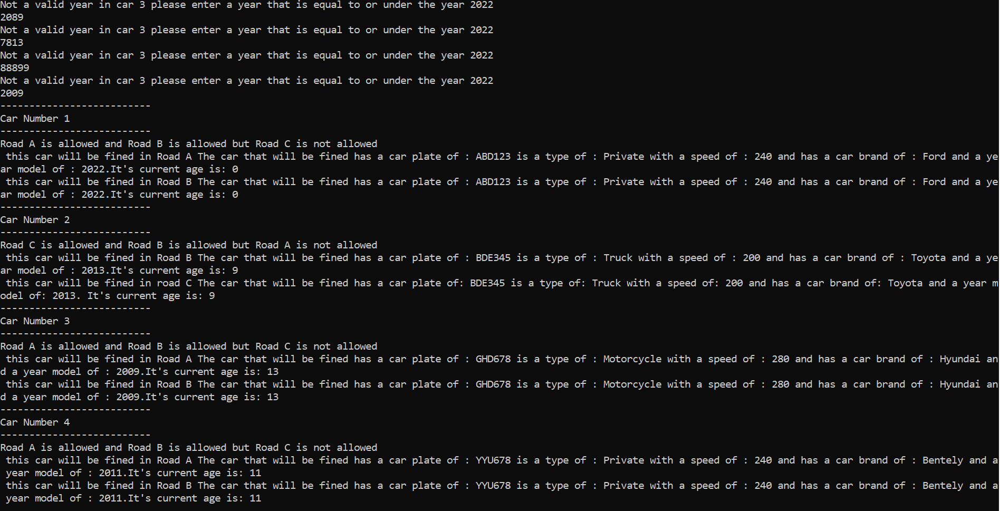 Not a valid year in car 3 please enter a year that is equal to or under the year 2022
2089
Not a valid year in car 3 please enter a year that is equal to or under the year 2022
7813
Not a valid year in car 3 please enter a year that is equal to or under the year 2022
88899
Not a valid year in car 3 please enter a year that is equal to or under the year 2022
2009
--------------------------
Car Number 1
--------------------------
Road A is allowed and Road B is allowed but Road C is not allowed
 this car will be fined in Road A The car that will be fined has a car plate of : ABD123 is a type of : Private with a speed of : 240 and has a car brand of : Ford and a ye
ar model of : 2022.It's current age is: 0
 this car will be fined in Road B The car that will be fined has a car plate of : ABD123 is a type of : Private with a speed of : 240 and has a car brand of : Ford and a ye
ar model of : 2022.It's current age is: 0
--------------------------
Car Number 2
--------------------------
Road C is allowed and Road B is allowed but Road A is not allowed
 this car will be fined in Road B The car that will be fined has a car plate of : BDE345 is a type of : Truck with a speed of : 200 and has a car brand of : Toyota and a ye
ar model of : 2013.It's current age is: 9
 this car will be fined in road C The car that will be fined has a car plate of: BDE345 is a type of: Truck with a speed of: 200 and has a car brand of: Toyota and a year m
odel of: 2013. It's current age is: 9
--------------------------
Car Number 3
--------------------------
Road A is allowed and Road B is allowed but Road C is not allowed
 this car will be fined in Road A The car that will be fined has a car plate of : GHD678 is a type of : Motorcycle with a speed of : 280 and has a car brand of : Hyundai an
d a year model of : 2009.It's current age is: 13
 this car will be fined in Road B The car that will be fined has a car plate of : GHD678 is a type of : Motorcycle with a speed of : 280 and has a car brand of : Hyundai an
d a year model of : 2009.It's current age is: 13
--------------------------
Car Number 4
--------------------------
Road A is allowed and Road B is allowed but Road C is not allowed
 this car will be fined in Road A The car that will be fined has a car plate of : YYU678 is a type of : Private with a speed of : 240 and has a car brand of : Bentely and a
 year model of : 2011.It's current age is: 11
 this car will be fined in Road B The car that will be fined has a car plate of : YYU678 is a type of : Private with a speed of : 240 and has a car brand of : Bentely and a
 year model of : 2011.It's current age is: 11